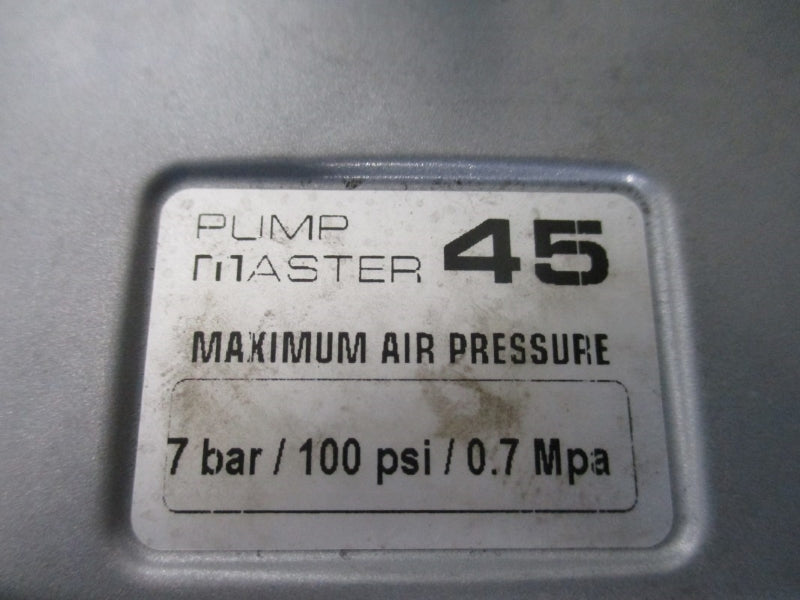 PUMP
MASTER 45
MAXIMUM AIR PRESSURE
7 bar / 100 psi / 0.7 Mpa